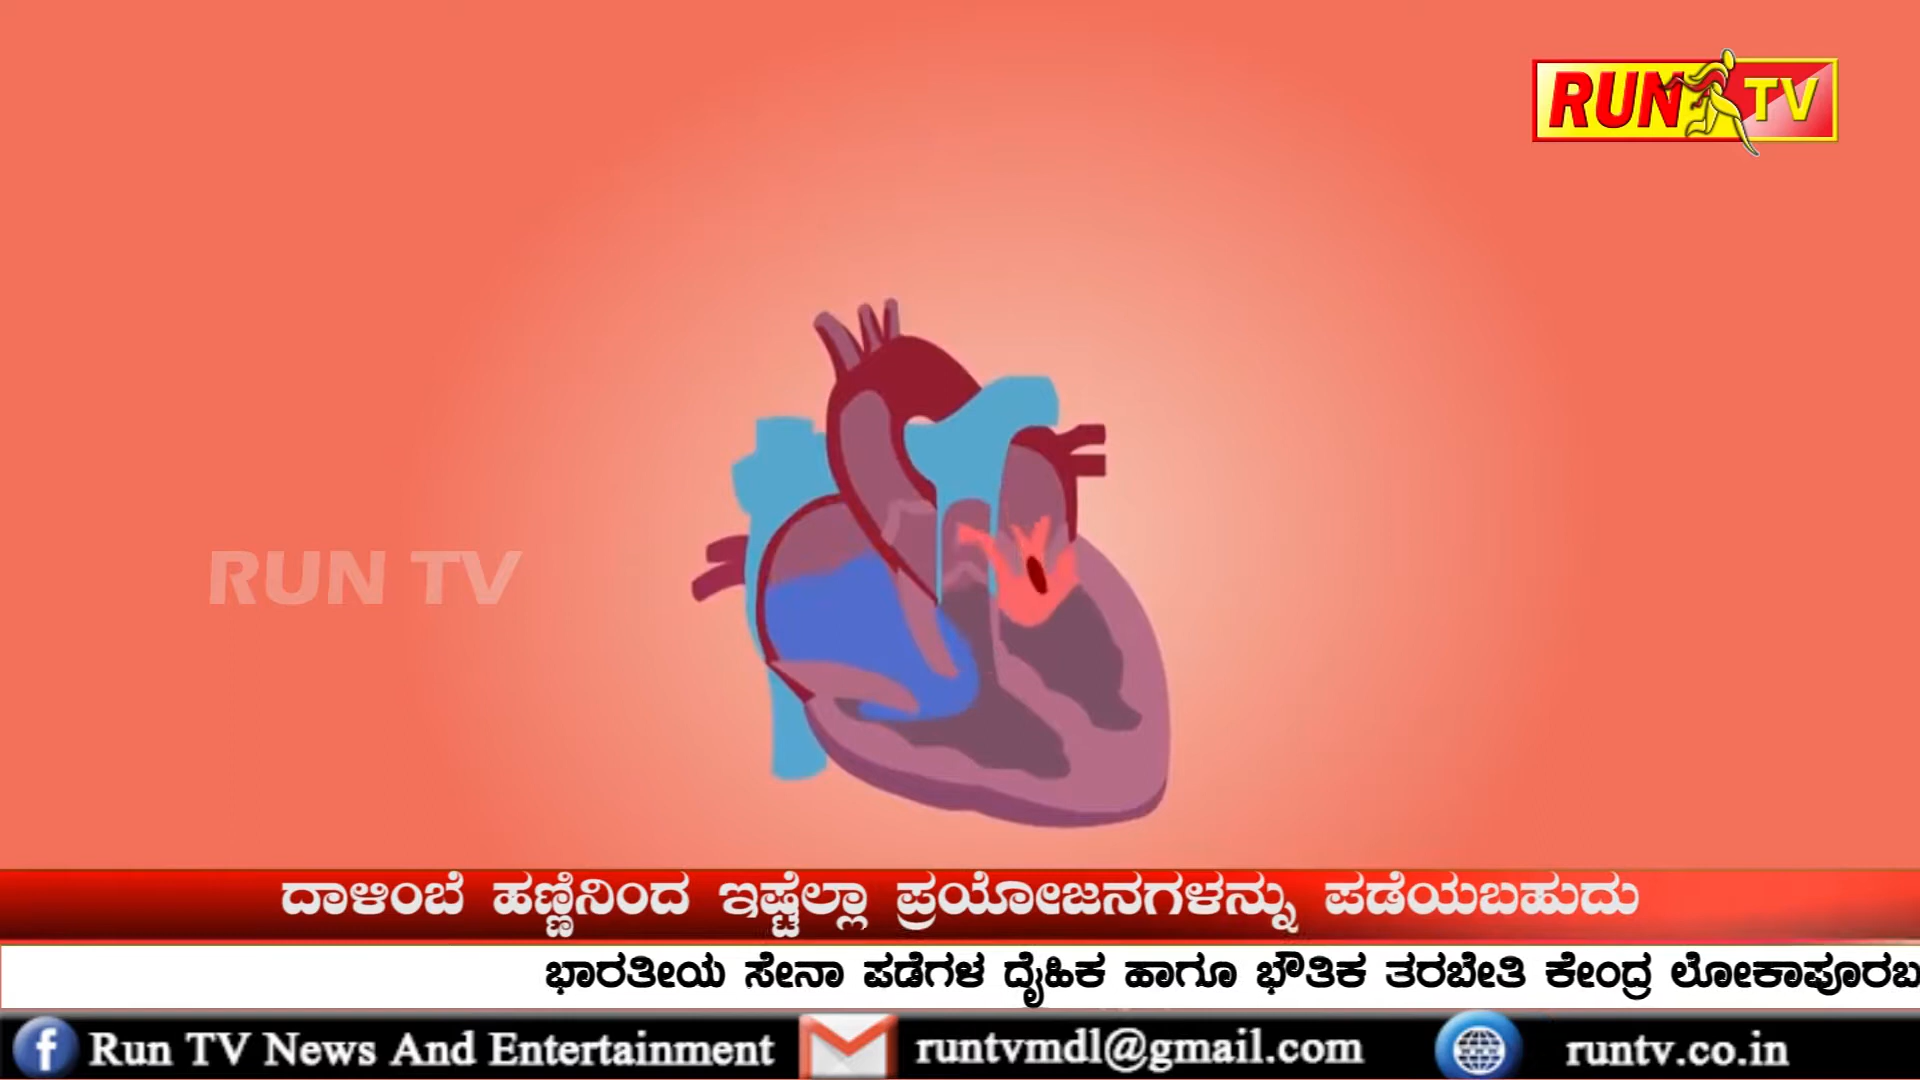 RUN TV
RUN TV
ದಾಳಿಂಬೆ ಹಣ್ಣಿನಿಂದ ಇಷ್ಟೆಲ್ಲಾ ಪ್ರಯೋಜನಗಳನ್ನು ಪಡೆಯಬಹುದು
ಭಾರತೀಯ ಸೇನಾ ಪಡೆಗಳ ದೈಹಿಕ ಹಾಗೂ ಭೌತಿಕ ತರಬೇತಿ ಕೇಂದ್ರ ಲೋಕಾಪೂರಬ
Run TV News And Entertainment runtvmdl@gmail.com runtv.co.in